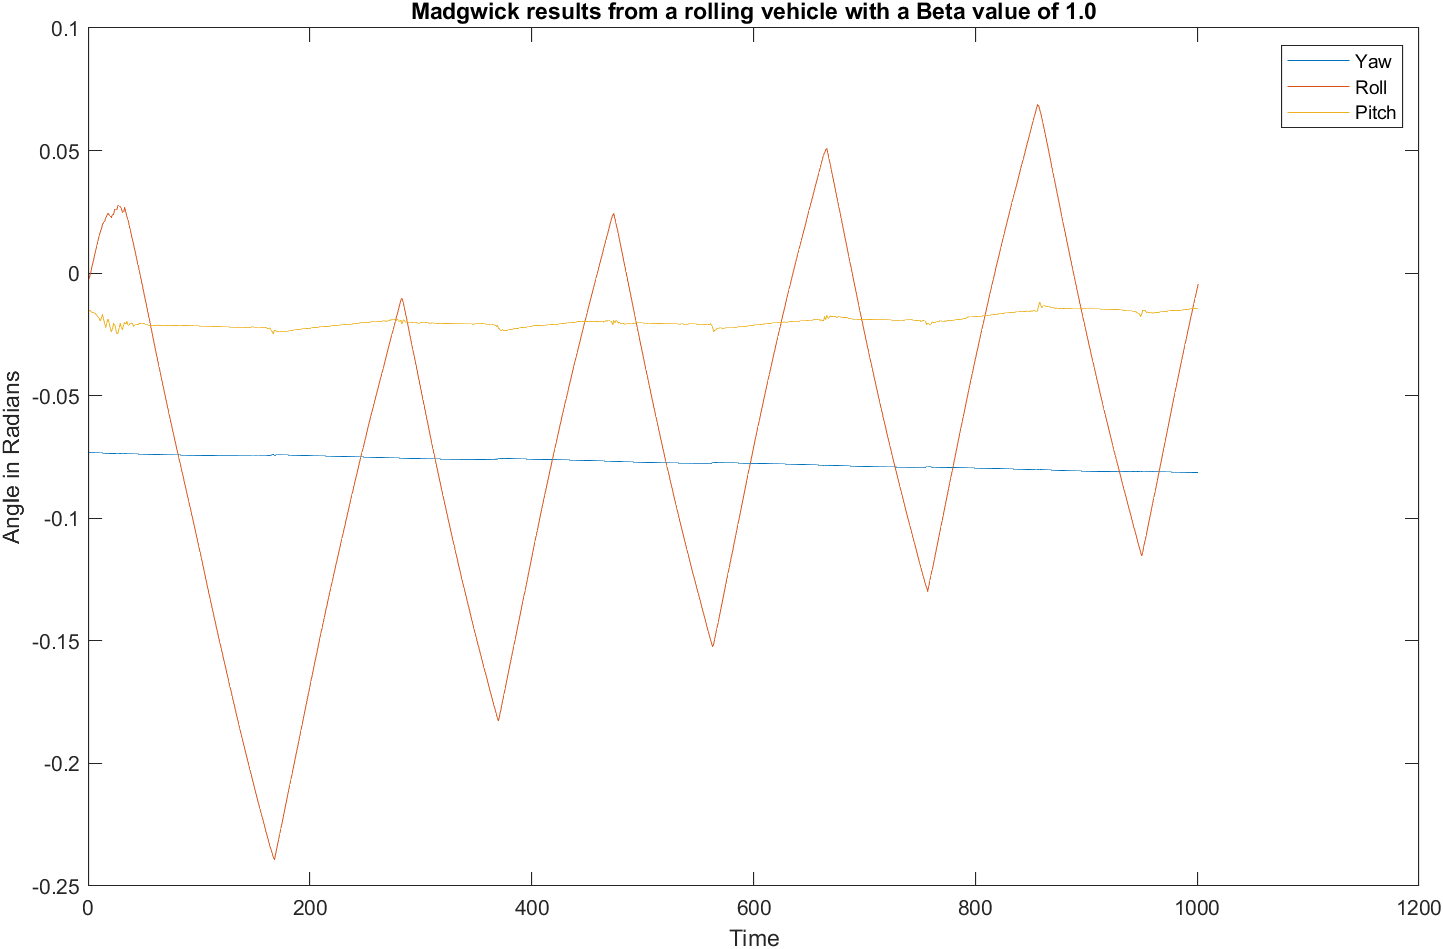 Madgwick results from a rolling vehicle with a Beta value of 1.0
0.1
0.05
0
-0.05
-0.1
-0.15
-0.2
-0.25
Angle in Radians
Yaw
Roll
Pitch
0 200 400 600 800 1000 1200
Time